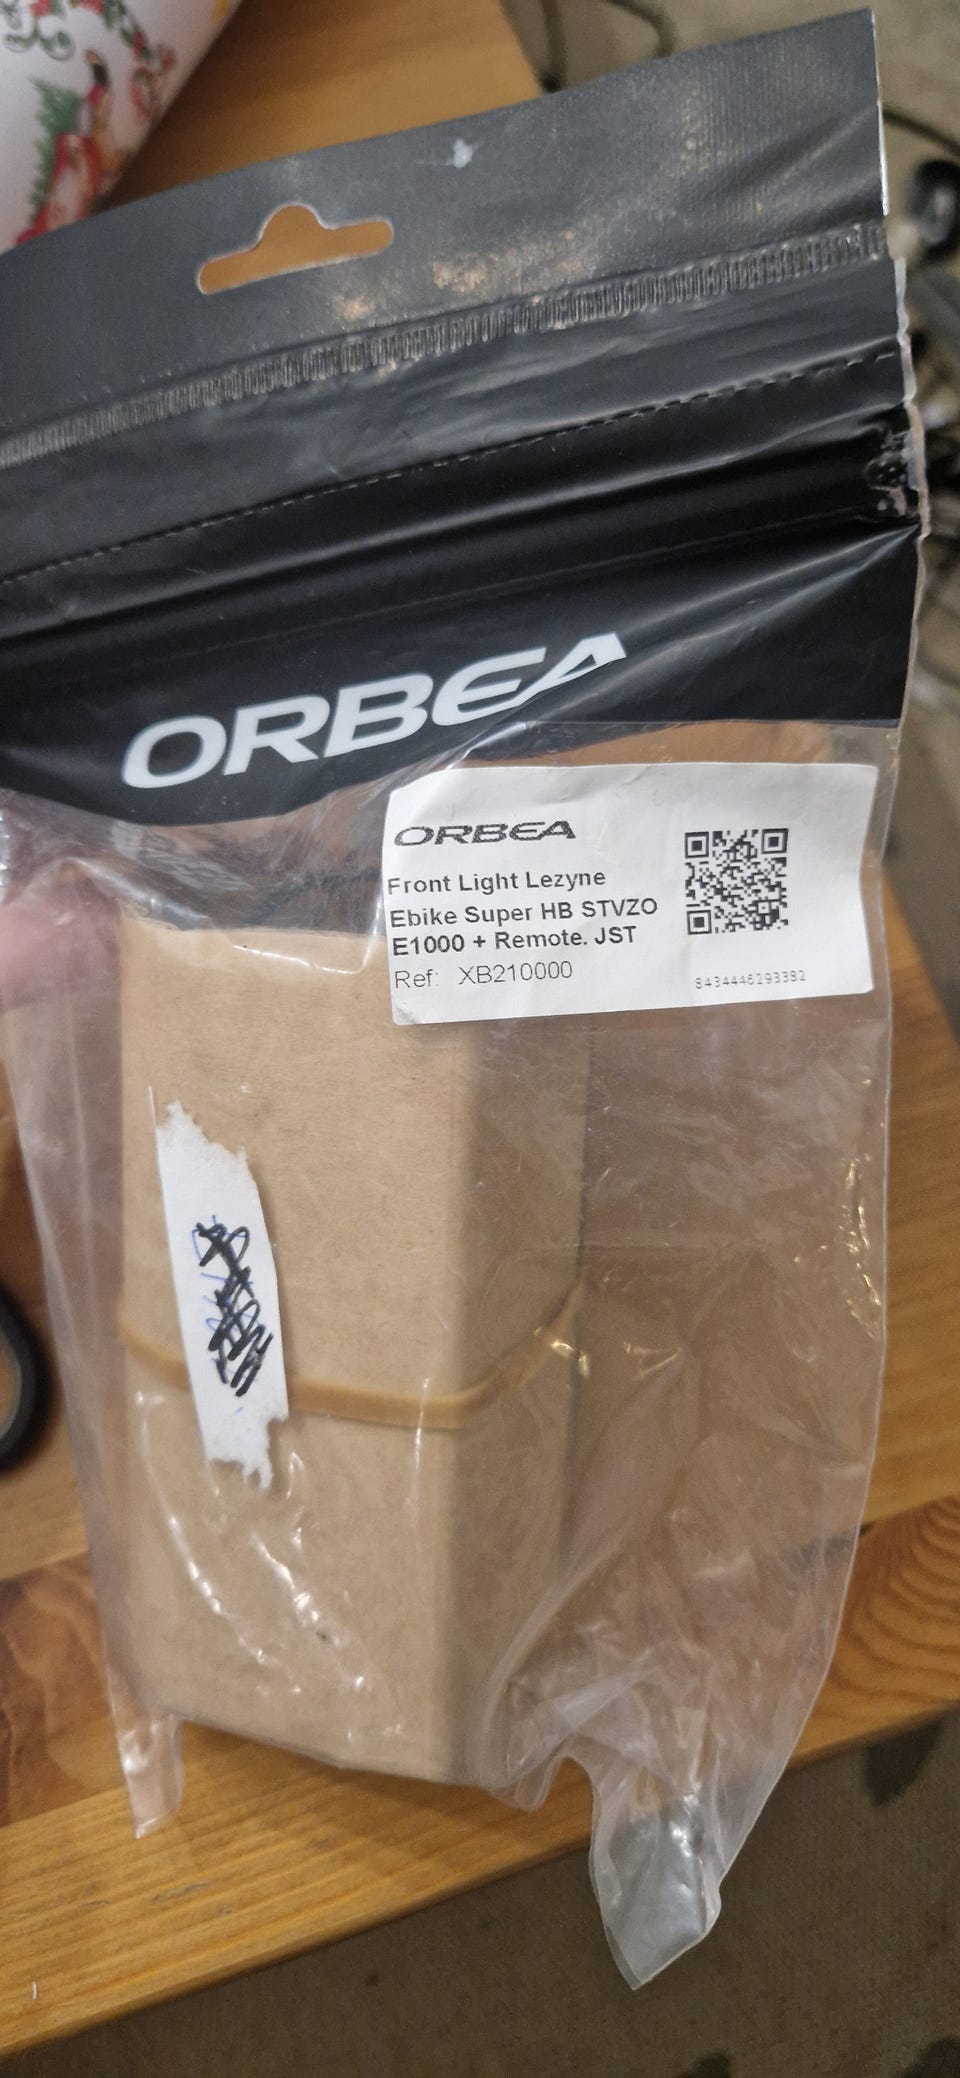 ORBEA
ORBEA
Front Light Lezyne
Ebike Super HB STVZO
E1000 + Remote. JST
Ref: XB210000
8434446293382